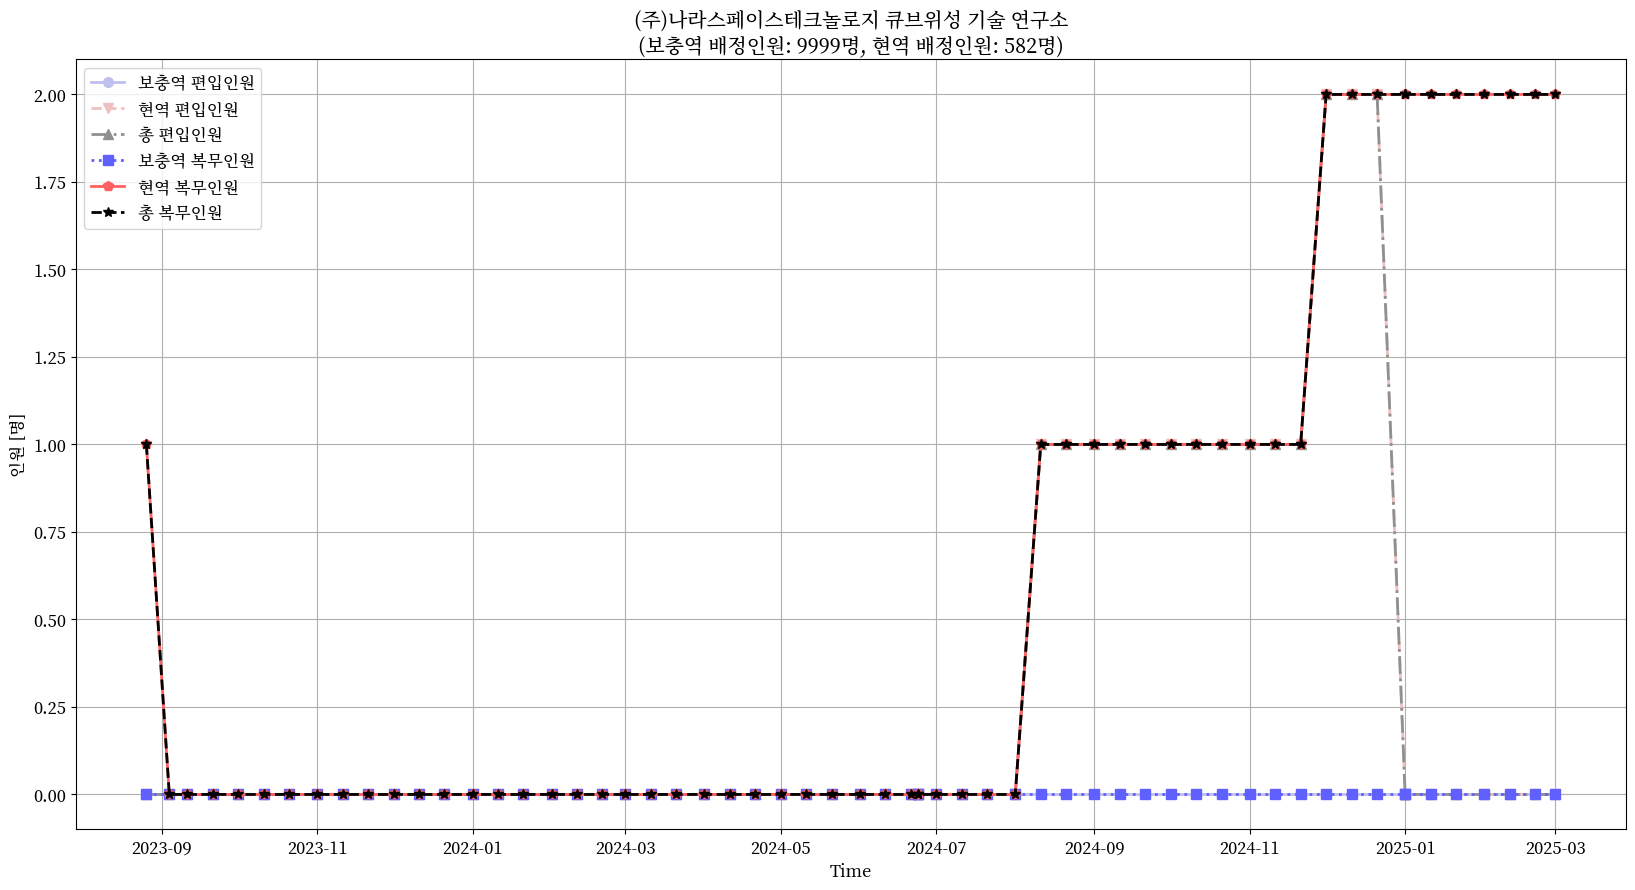 (주)나라스페이스테크놀로지 큐브위성 기술 연구소
(보충역 배정인원: 9999명, 현역 배정인원: 582명)
보충역 편입인원
현역 편입인원
총 편입인원
보충역 복무인원
현역 복무인원
총 복무인원
2.00
1.75
1.50
1.25
1.00
0.75
0.50
0.25
0.00
인원 [명]
2023-09
2023-11
2024-01
2024-03
2024-05
2024-07
2024-09
2024-11
2025-01
2025-03
Time